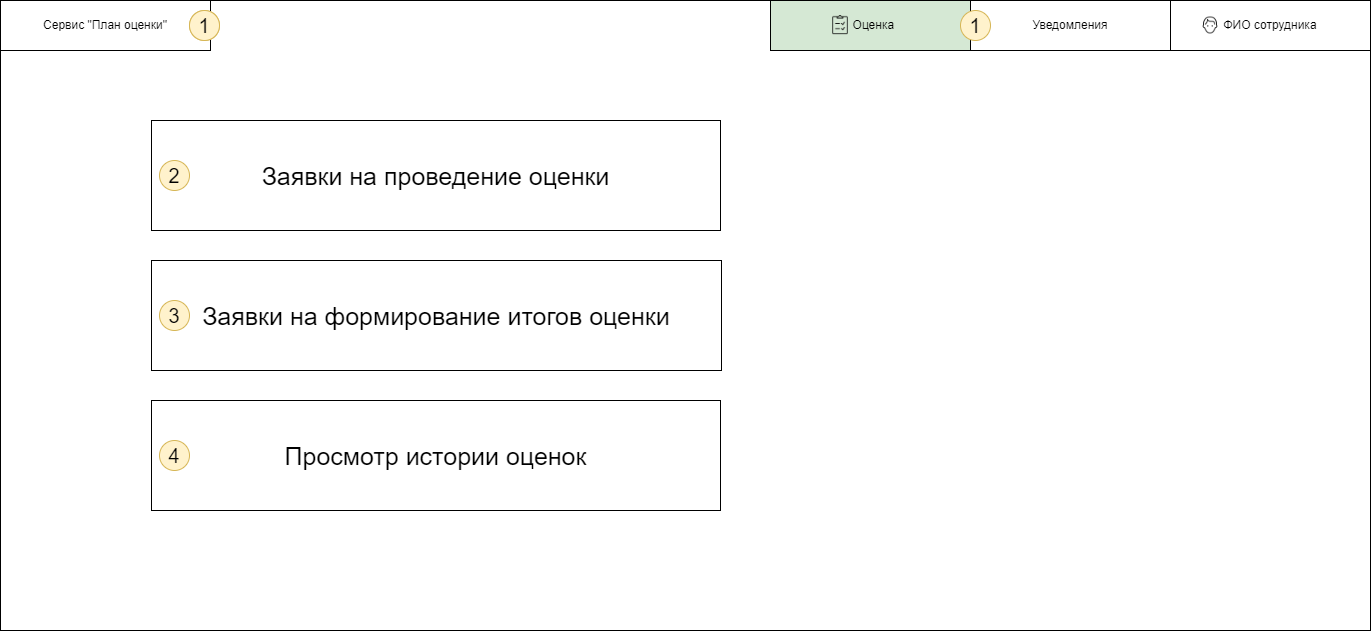 Сервис "План оценки"
1
Оценка
1
Уведомления
ФИО сотрудника
2
Заявки на проведение оценки
3
Заявки на формирование итогов оценки
4
Просмотр истории оценок